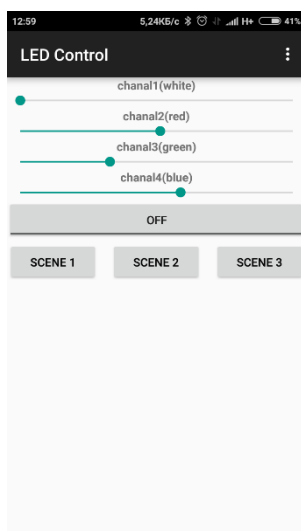 12:59 5,24КБ/с H+ 41%
LED Control
chanal1(white)
chanal2(red)
chanal3(green)
chanal4(blue)
OFF
SCENE 1 SCENE 2 SCENE 3